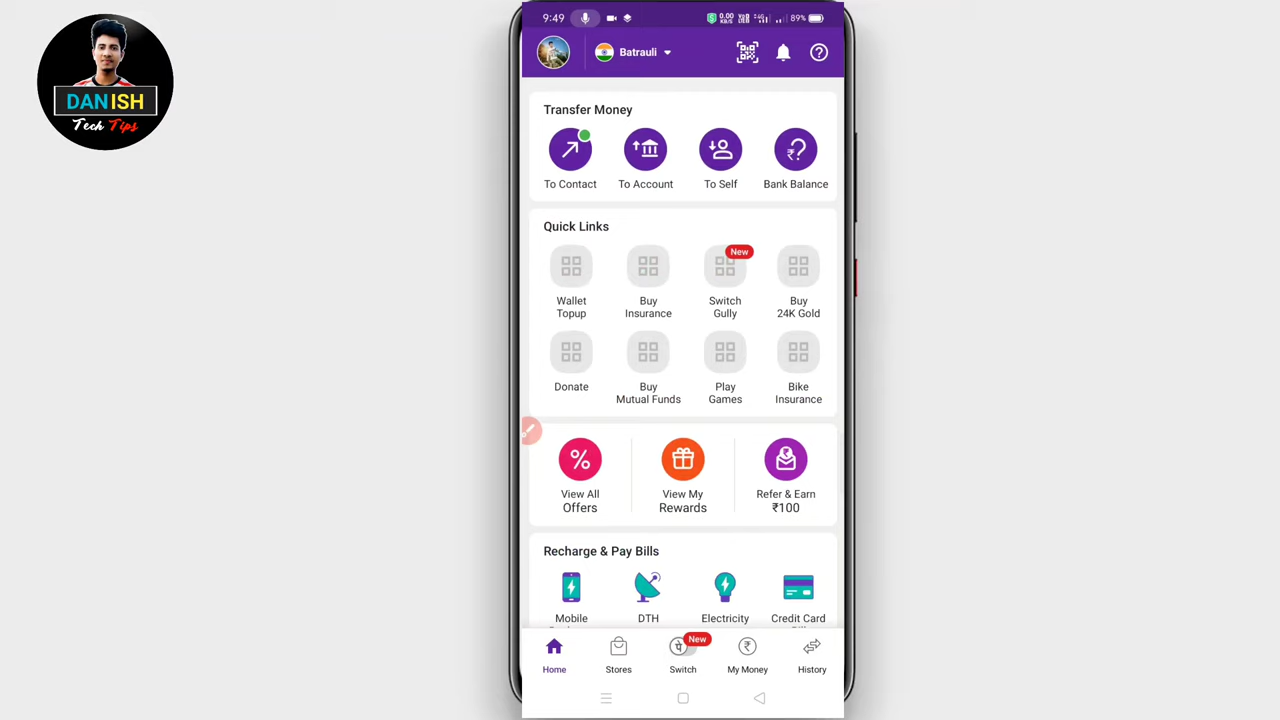 DANISH
Tech Tips
9:49
0.00
KB/S
89%
Batrauli
Transfer Money
To Contact
To Account
To Self
Bank Balance
Quick Links
New
Wallet
Topup
Buy
Insurance
Switch
Gully
Buy
24K Gold
Donate
Buy
Mutual Funds
Play
Games
Bike
Insurance
View All
Offers
View My
Rewards
Refer & Earn
₹100
Recharge & Pay Bills
Mobile
DTH
Electricity
Credit Card
New
Home
Stores
Switch
My Money
History